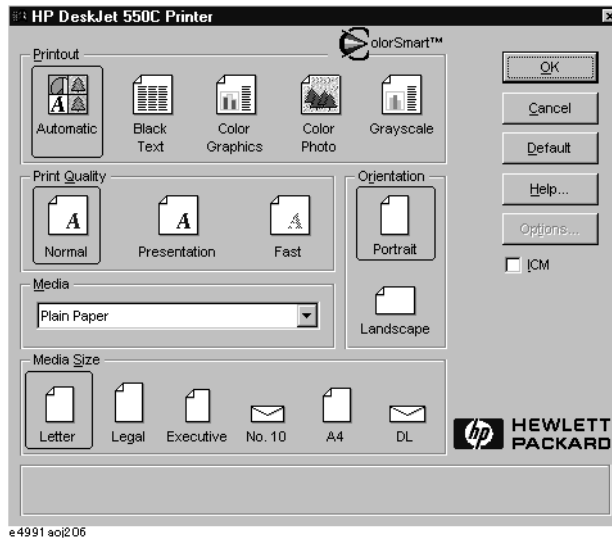 HP DeskJet 550C Printer
ColorSmart™
Printout
Automatic
Black Text
Color Graphics
Color Photo
Grayscale
Print Quality
Normal
Presentation
Fast
Orientation
Portrait
Landscape
Media
Plain Paper
Media Size
Letter
Legal
Executive
No. 10
A4
DL
OK
Cancel
Default
Help...
Options...
ICM
hp HEWLETT PACKARD
e4991aoj206